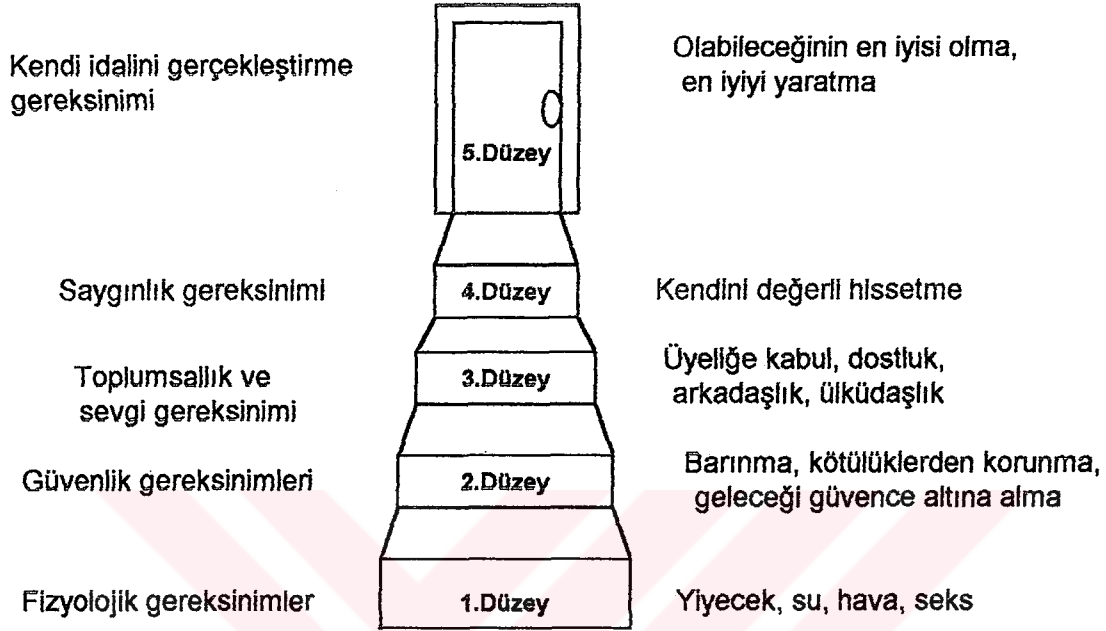 Kendi idalini gerçekleştirme
gereksinimi
5.Düzey
Olabileceğinin en iyisi olma,
en iyiyi yaratma
Saygınlık gereksinimi
4.Düzey
Kendini değerli hissetme
Toplumsallık ve
sevgi gereksinimi
3.Düzey
Üyeliğe kabul, dostluk,
arkadaşlık, ülküdaşlık
Güvenlik gereksinimleri
2.Düzey
Barınma, kötülüklerden korunma,
geleceği güvence altına alma
Fizyolojik gereksinimler
1.Düzey
Yiyecek, su, hava, seks